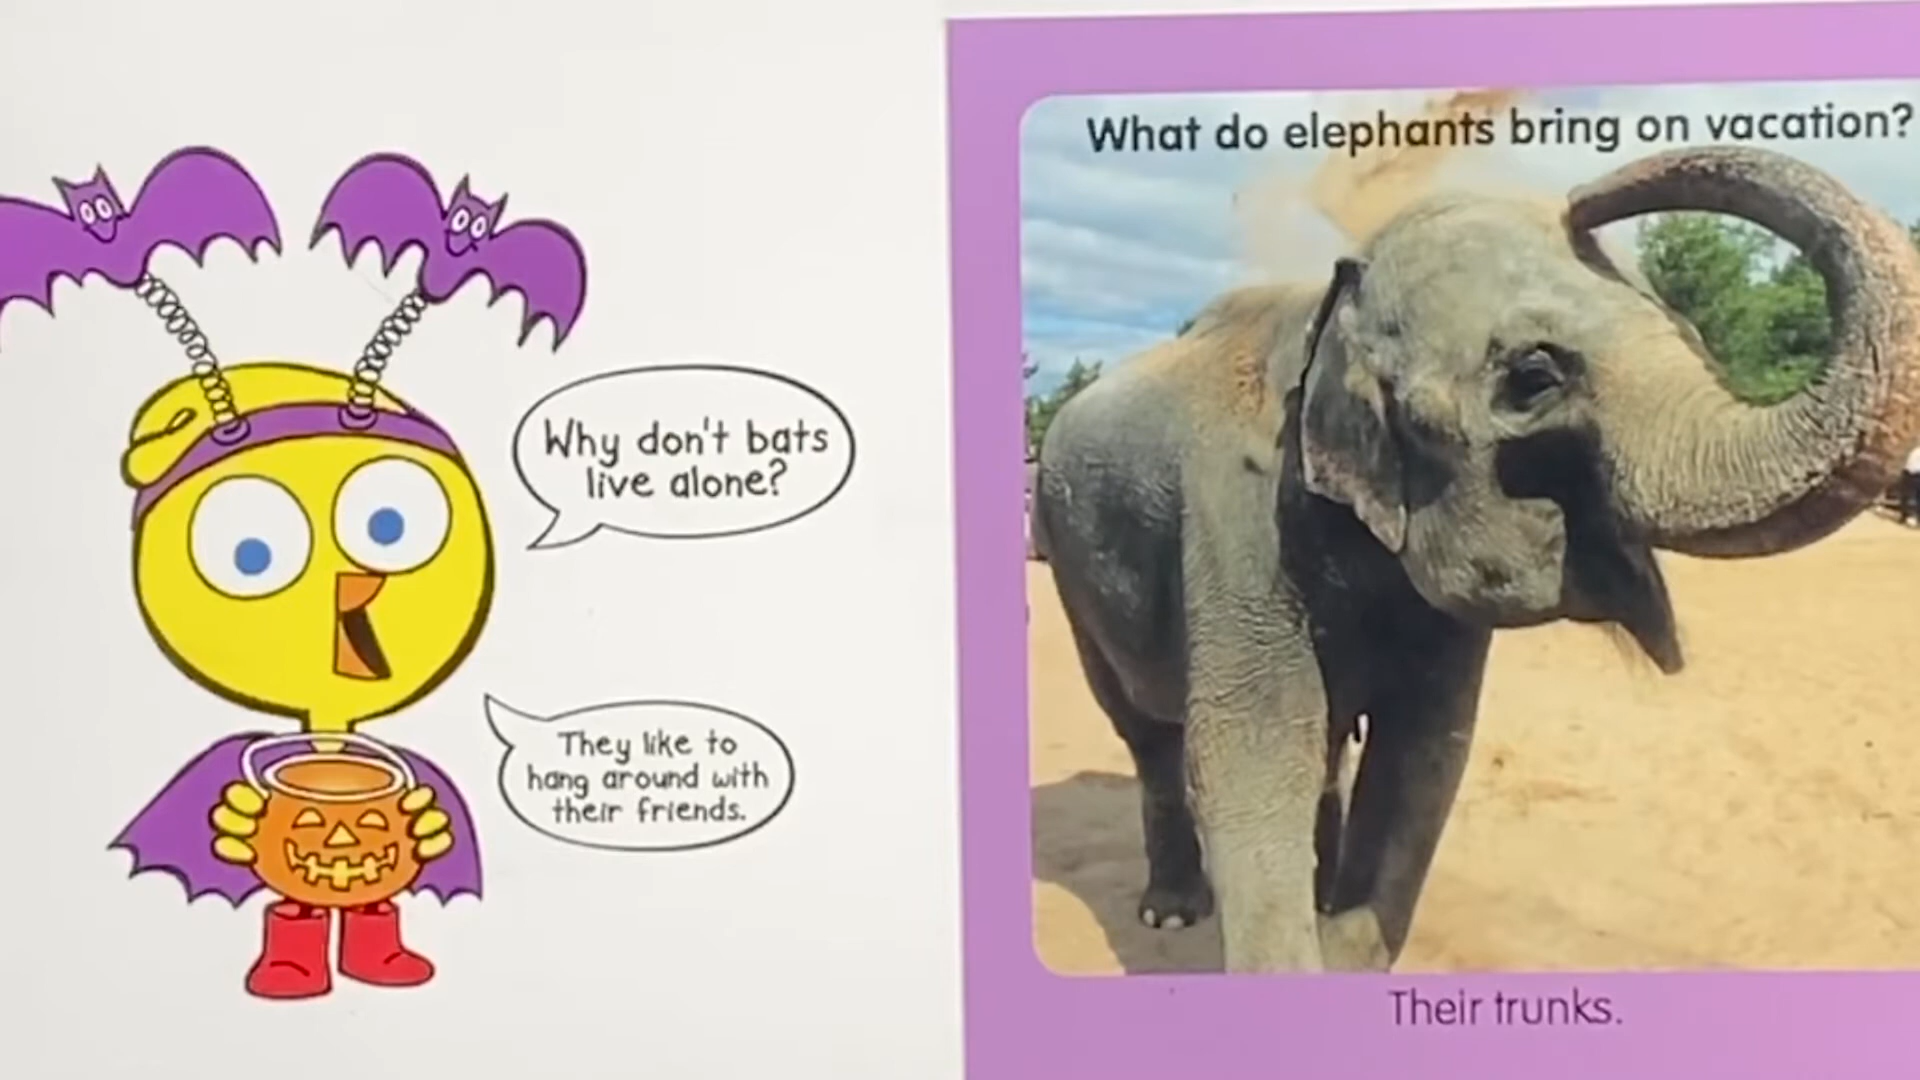 Why don't bats
live alone?
They like to
hang around with
their friends.
What do elephants bring on vacation?
Their trunks.